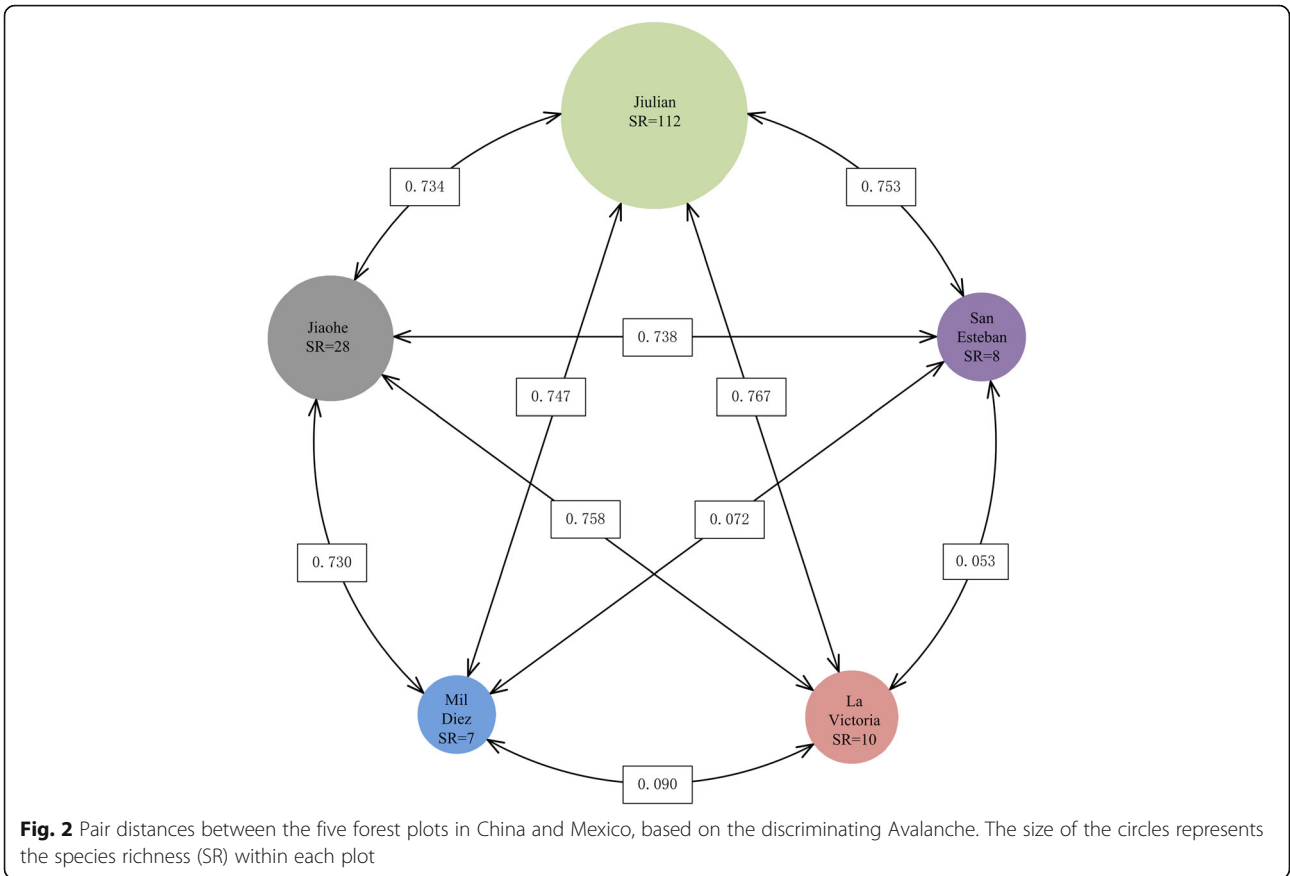 Jiulian
SR=112
0.734
0.753
Jiaohe
SR=28
San
Esteban
SR=8
0.738
0.747
0.767
0.758
0.072
0.730
0.053
Mil
Diez
SR=7
La
Victoria
SR=10
0.090
Fig. 2 Pair distances between the five forest plots in China and Mexico, based on the discriminating Avalanche. The size of the circles represents
the species richness (SR) within each plot